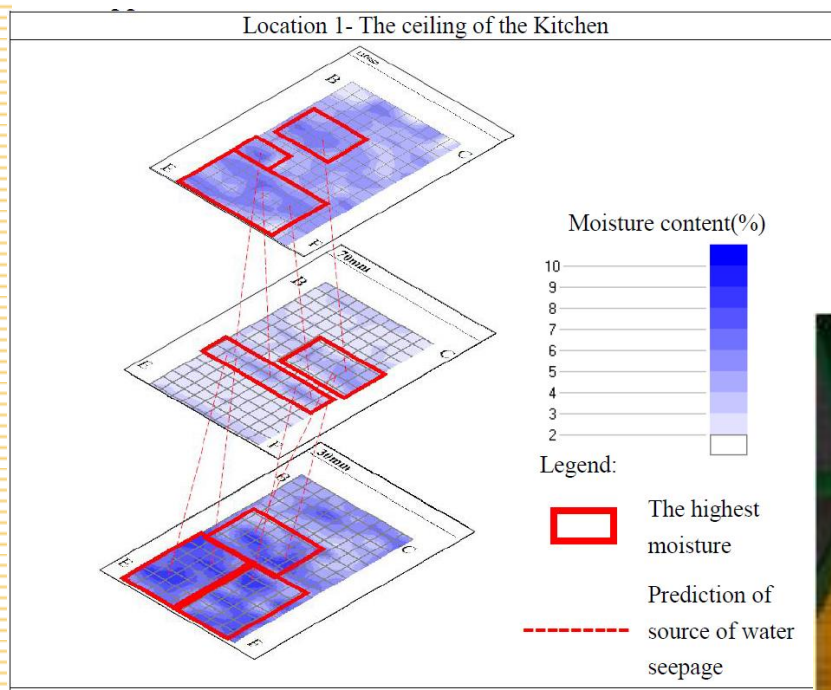 Location 1- The ceiling of the Kitchen
B
E
C
F
70mm
B
E
C
F
30mm
B
E
C
F
Moisture content(%)
10
9
8
7
6
5
4
3
2
Legend:
The highest
moisture
Prediction of
source of water
seepage